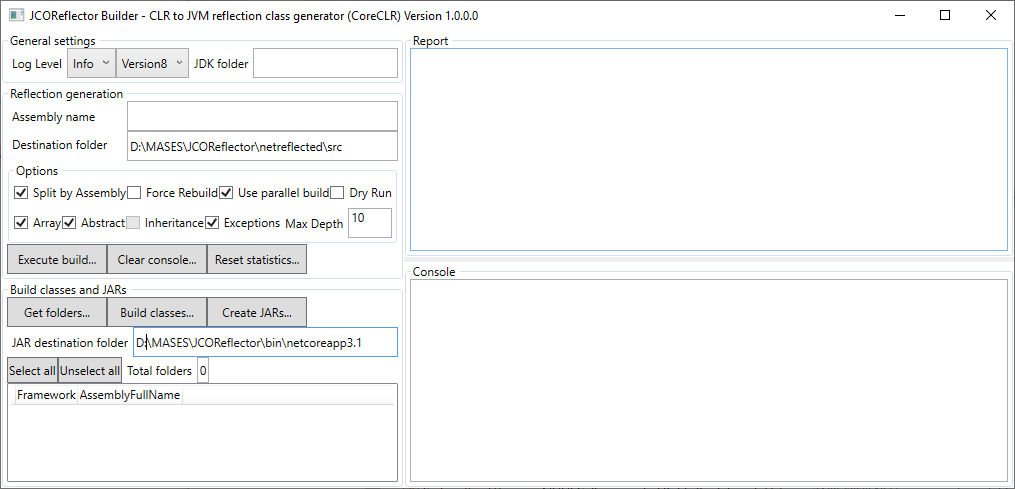 JCOReflector Builder - CLR to JVM reflection class generator (CoreCLR) Version 1.0.0.0
General settings
Log Level Info Version8 JDK folder
Reflection generation
Assembly name
Destination folder D:\MASES\JCOReflector\netreflected\src
Options
Split by Assembly Force Rebuild Use parallel build Dry Run
Array Abstract Inheritance Exceptions Max Depth 10
Execute build... Clear console... Reset statistics...
Build classes and JARs
Get folders... Build classes... Create JARs...
JAR destination folder D:\MASES\JCOReflector\bin\netcoreapp3.1
Select all Unselect all Total folders 0
Framework AssemblyFullName
Report
Console